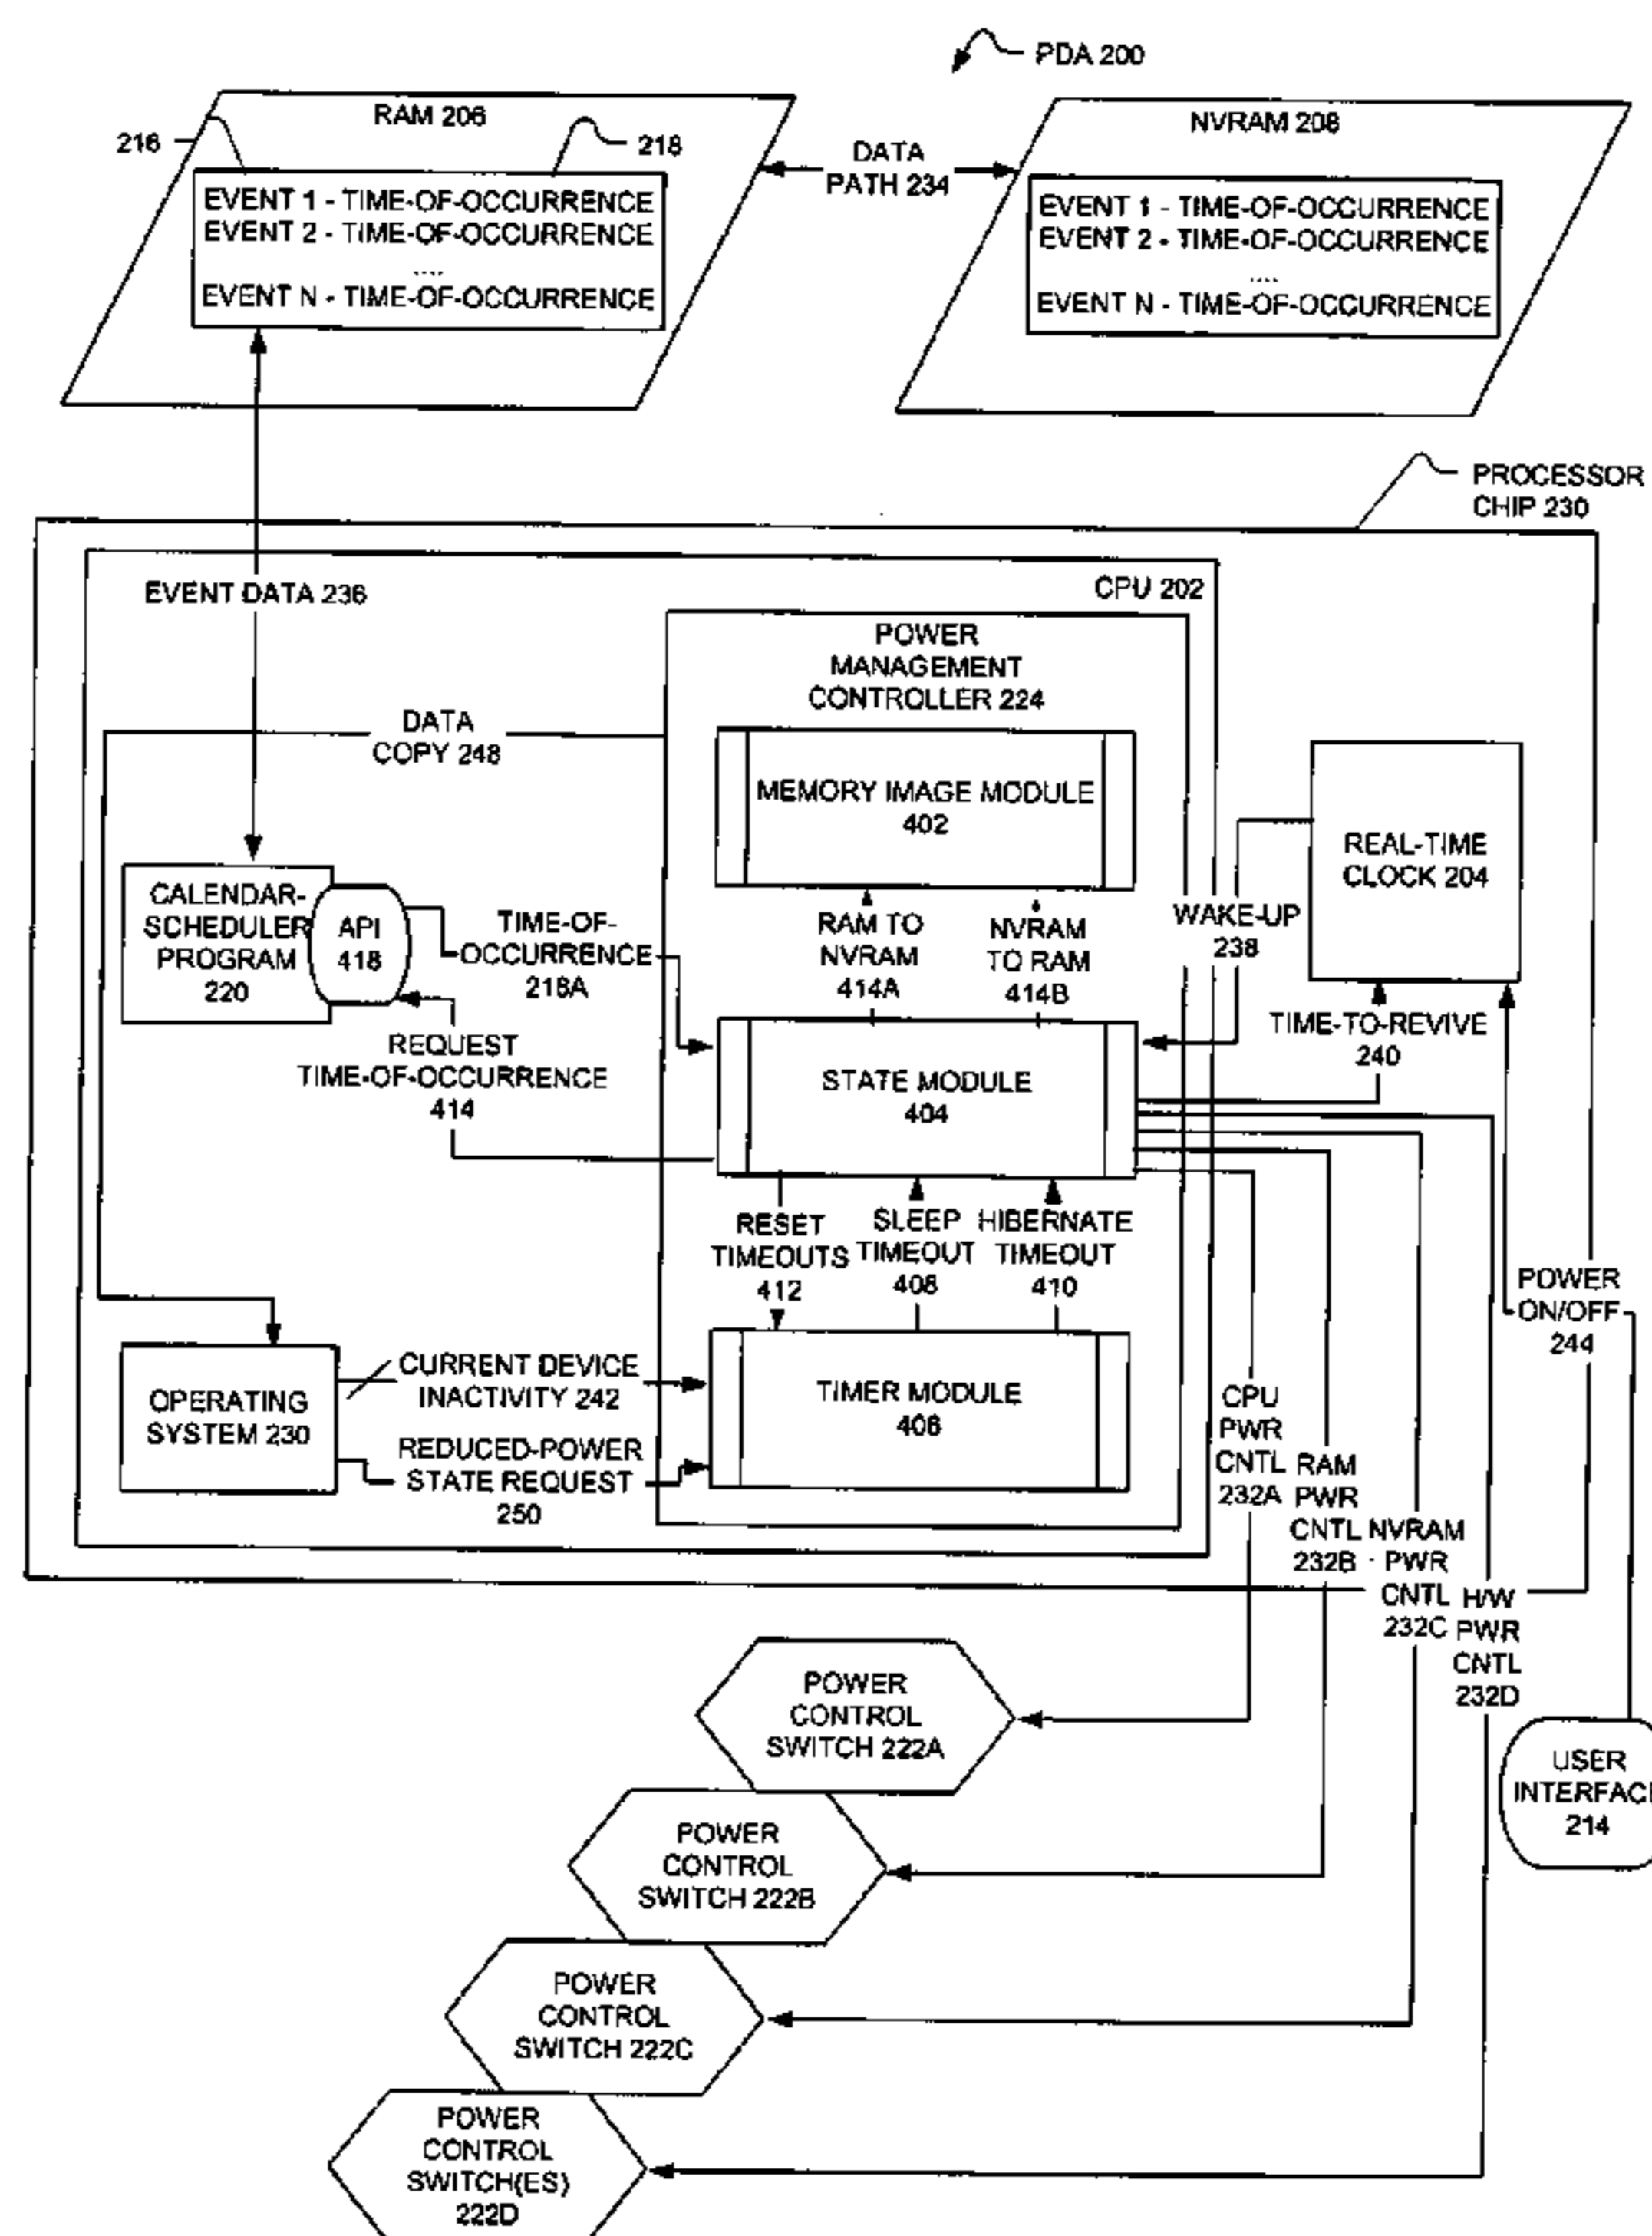 PDA 200
RAM 206
216
218
EVENT 1 - TIME-OF-OCCURRENCE
EVENT 2 - TIME-OF-OCCURRENCE
....
EVENT N - TIME-OF-OCCURRENCE
DATA
PATH 234
NVRAM 208
EVENT 1 - TIME-OF-OCCURRENCE
EVENT 2 - TIME-OF-OCCURRENCE
....
EVENT N - TIME-OF-OCCURRENCE
PROCESSOR
CHIP 230
EVENT DATA 236
CPU 202
POWER
MANAGEMENT
CONTROLLER 224
DATA
COPY 248
MEMORY IMAGE MODULE
402
REAL-TIME
CLOCK 204
CALENDAR-
SCHEDULER
PROGRAM
220
API
418
TIME-OF-
OCCURRENCE
218A
RAM TO
NVRAM
414A
NVRAM
TO RAM
414B
WAKE-UP
238
REQUEST
TIME-OF-OCCURRENCE
414
STATE MODULE
404
TIME-TO-REVIVE
240
RESET
TIMEOUTS
412
SLEEP
TIMEOUT
408
HIBERNATE
TIMEOUT
410
POWER
ON/OFF
244
OPERATING
SYSTEM 230
CURRENT DEVICE
INACTIVITY 242
REDUCED-POWER
STATE REQUEST
250
TIMER MODULE
406
CPU
PWR
CNTL
232A
RAM
PWR
CNTL
232B
NVRAM
PWR
CNTL
232C
H/W
PWR
CNTL
232D
POWER
CONTROL
SWITCH 222A
USER
INTERFACE
214
POWER
CONTROL
SWITCH 222B
POWER
CONTROL
SWITCH 222C
POWER
CONTROL
SWITCH(ES)
222D